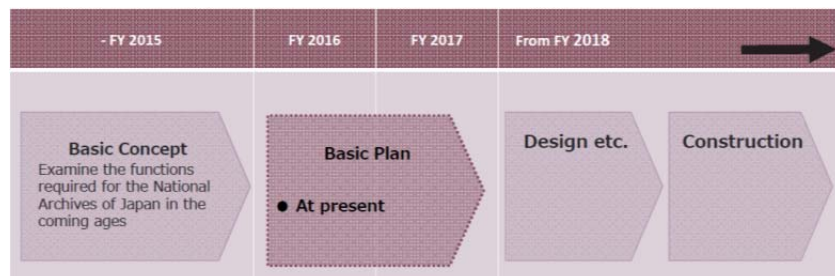 - FY 2015
FY 2016
FY 2017
From FY 2018
Basic Concept
Examine the functions
required for the National
Archives of Japan in the
coming ages
Basic Plan
● At present
Design etc.
Construction